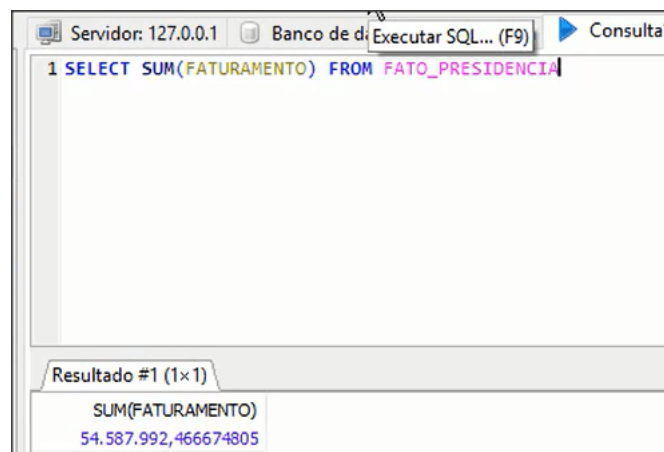 Servidor: 127.0.0.1 Banco de d Executar SQL... (F9) Consulta
1 SELECT SUM(FATURAMENTO) FROM FATO_PRESIDENCIA
Resultado #1 (1×1)
SUM(FATURAMENTO)
54.587.992,466674805